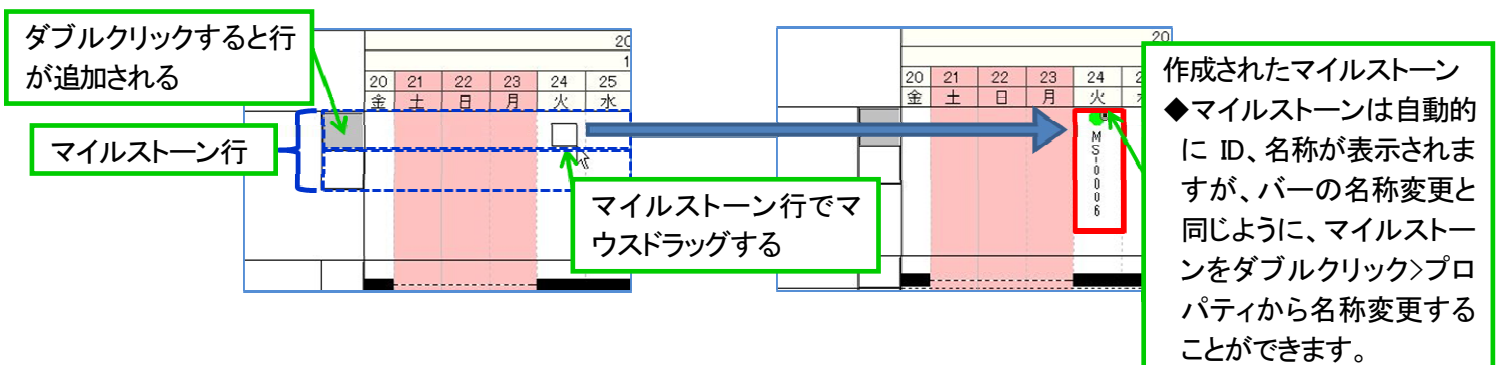 ダブルクリックすると行
が追加される
マイルストーン行
20
1
20 21 22 23 24 25
金 土 日 月 火 水
マイルストーン行でマ
ウスドラッグする
20
20 21 22 23 24 2
金 土 日 月 火
MS-00006
作成されたマイルストーン
◆マイルストーンは自動的
に ID、名称が表示されま
すが、バーの名称変更と
同じように、マイルストー
ンをダブルクリック>プロ
パティから名称変更する
ことができます。